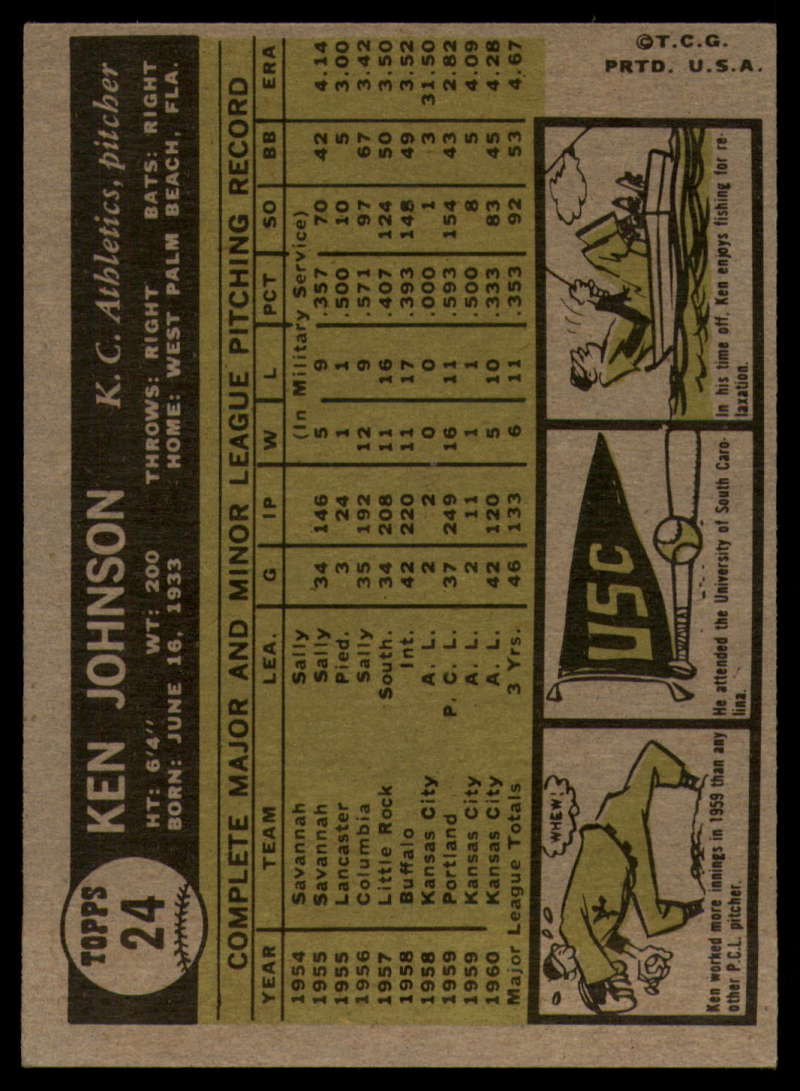 TOPPS
24
KEN JOHNSON K. C. Athletics, pitcher
HT: 6'4" WT: 200 THROWS: RIGHT BATS: RIGHT
BORN: JUNE 16, 1933 HOME: WEST PALM BEACH, FLA.
COMPLETE MAJOR AND MINOR LEAGUE PITCHING RECORD
YEAR TEAM LEA. G IP W L PCT SO BB ERA
1954 Savannah Sally (In Military Service)
1955 Savannah Sally 34 146 5 9 .357 70 42 4.14
1955 Lancaster Pied. 3 24 1 1 .500 10 5 3.00
1956 Columbia Sally 35 192 12 9 .571 97 67 3.42
1957 Little Rock South. 34 208 11 16 .407 124 50 3.50
1958 Buffalo Int. 42 220 11 17 .393 148 49 3.52
1958 Kansas City A. L. 2 2 0 0 .000 1 3 31.50
1959 Portland P. C. L. 37 249 16 11 .593 154 43 2.82
1959 Kansas City A. L. 2 11 1 1 .500 8 5 4.09
1960 Kansas City A. L. 42 120 5 10 .333 83 45 4.28
Major League Totals 3 Yrs. 46 133 6 11 .353 92 53 4.67
WHEW!
Ken worked more innings in 1959 than any
other P.C.L. pitcher.
USC
He attended the University of South Caro-
lina.
In his time off, Ken enjoys fishing for re-
laxation.
©T.C.G.
PRTD. U.S.A.